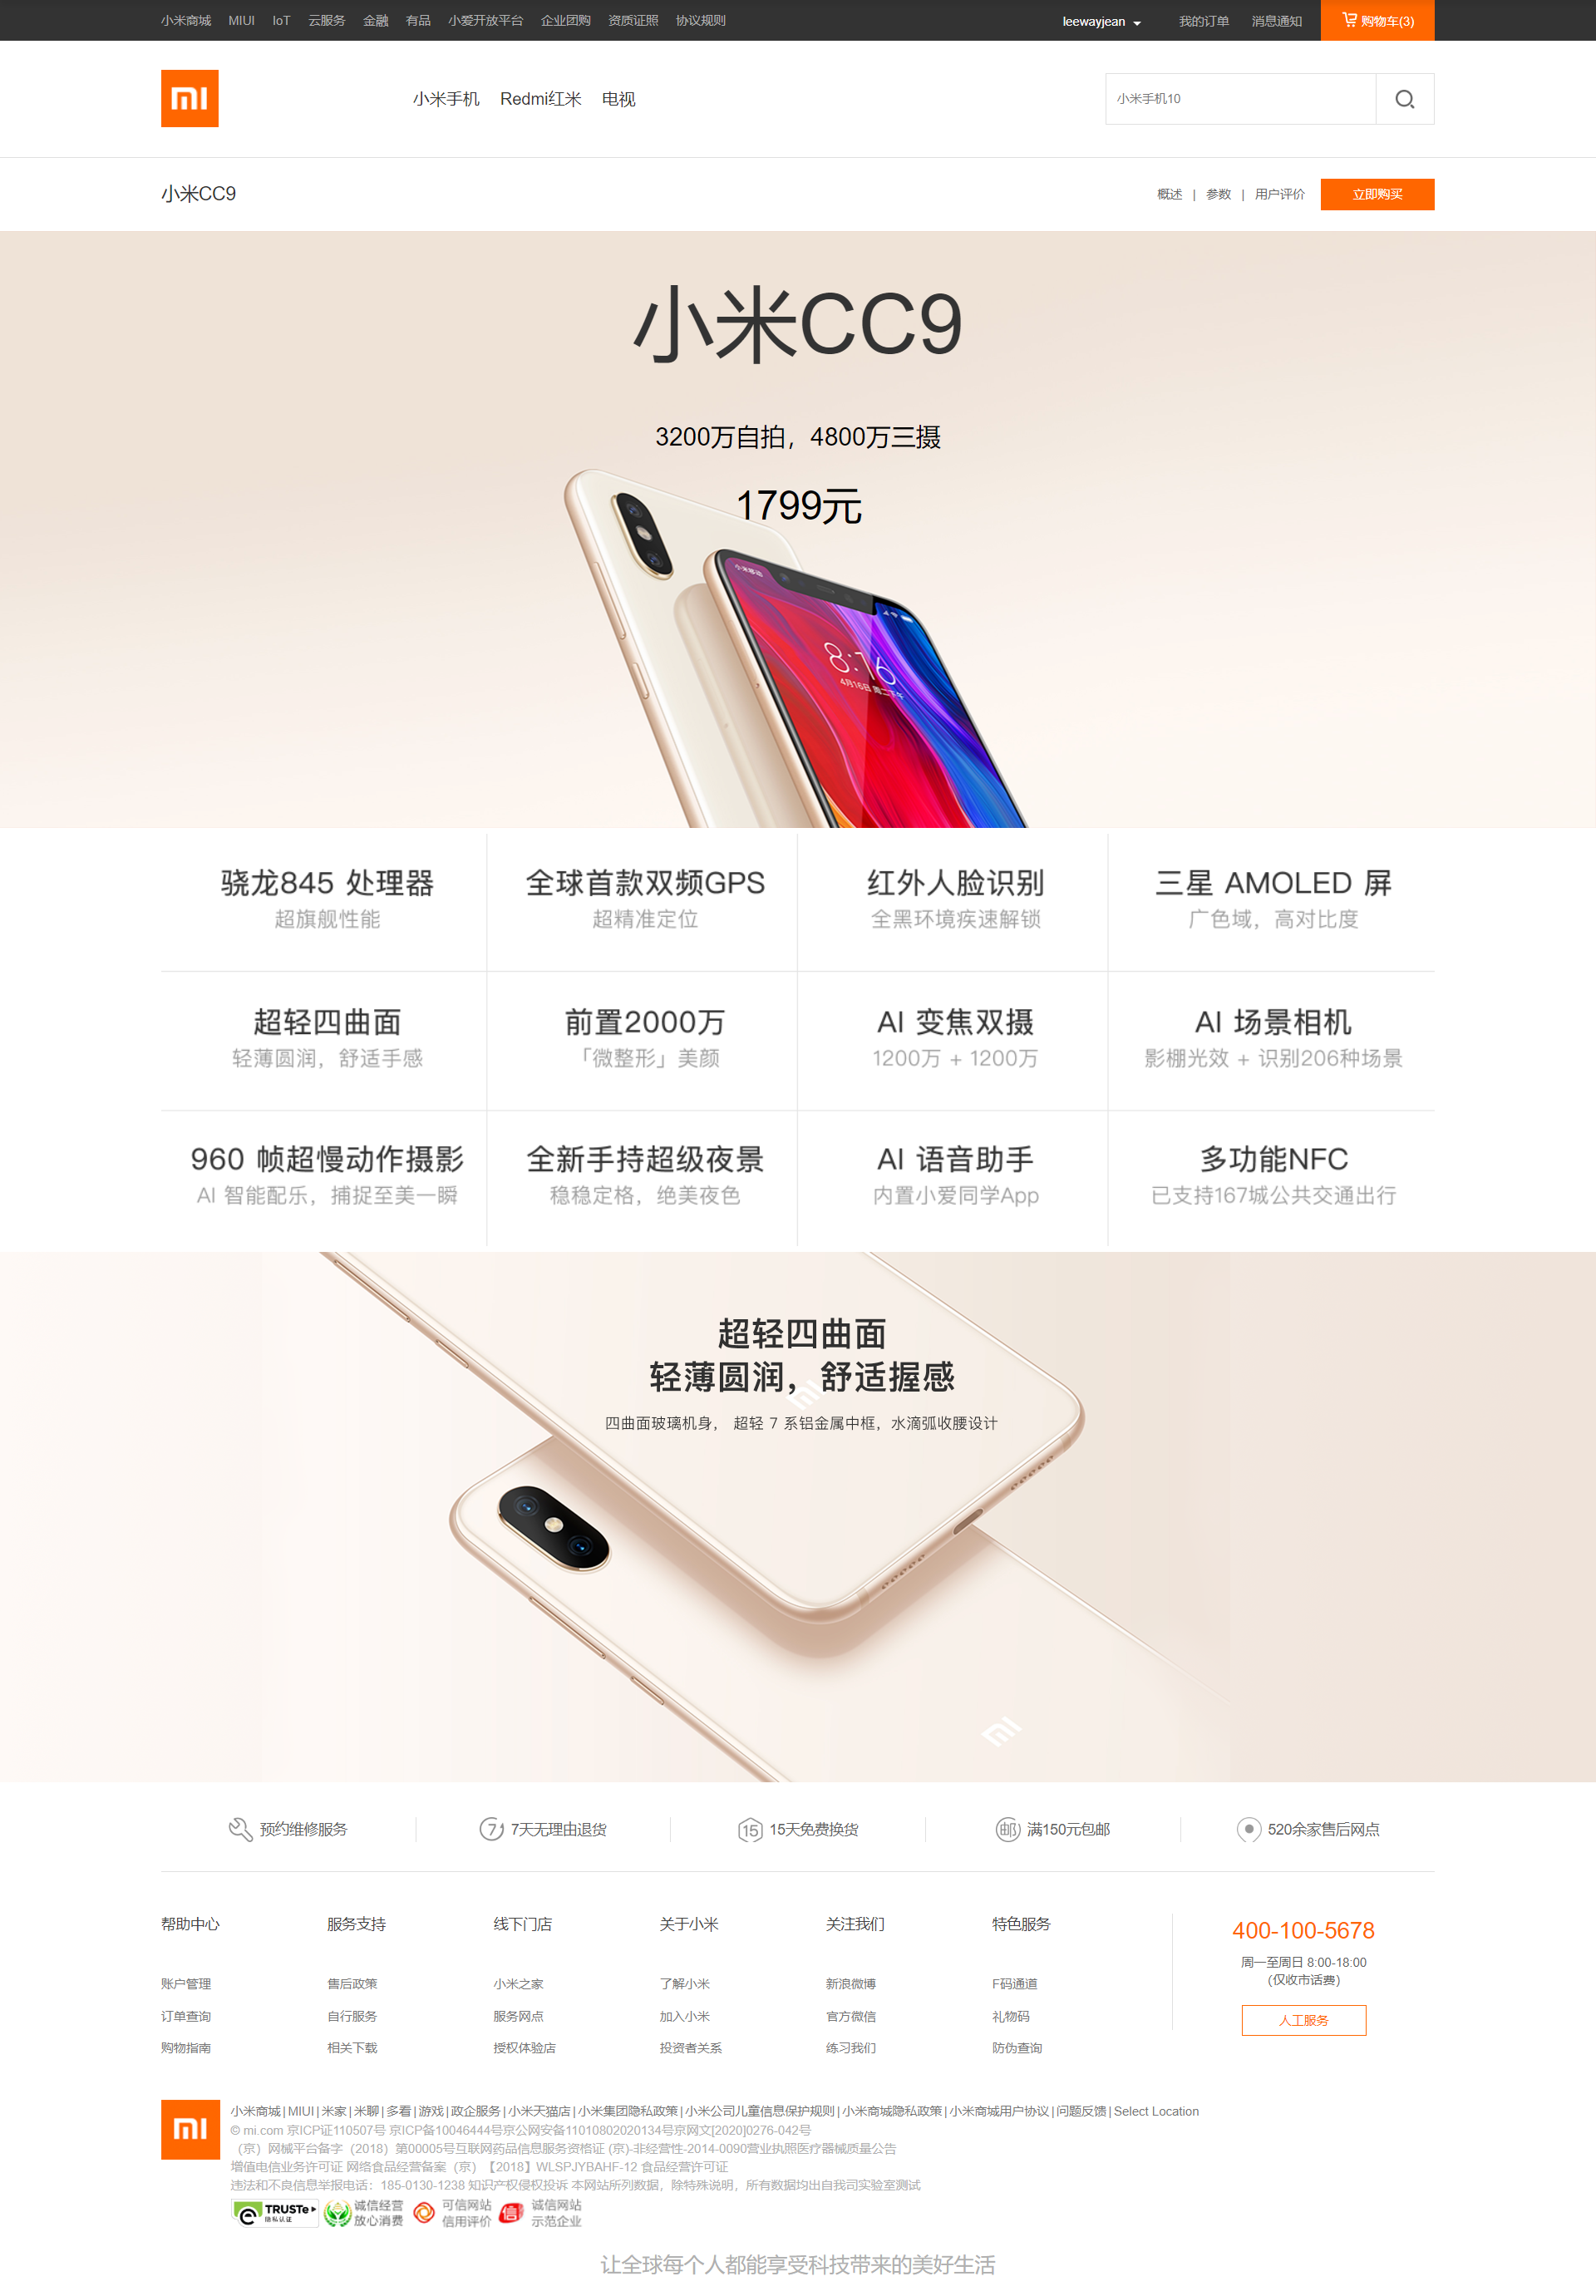 小米商城 MIUI IoT 云服务 金融 有品 小爱开放平台 企业团购 资质证照 协议规则 leewayjean 我的订单 消息通知 购物车(3)
小米手机 Redmi红米 电视 小米手机10
小米CC9 概述 | 参数 | 用户评价 立即购买
小米CC9
3200万自拍，4800万三摄
1799元
小米移动
8:16
4月16日 周二下午
骁龙845 处理器 全球首款双频GPS 红外人脸识别 三星 AMOLED 屏
超旗舰性能 超精准定位 全黑环境疾速解锁 广色域，高对比度
超轻四曲面 前置2000万 AI 变焦双摄 AI 场景相机
轻薄圆润，舒适手感 「微整形」美颜 1200万 + 1200万 影棚光效 + 识别206种场景
960 帧超慢动作摄影 全新手持超级夜景 AI 语音助手 多功能NFC
AI 智能配乐，捕捉至美一瞬 稳稳定格，绝美夜色 内置小爱同学App 已支持167城公共交通出行
超轻四曲面
轻薄圆润，舒适握感
四曲面玻璃机身， 超轻 7 系铝金属中框，水滴弧收腰设计
预约维修服务 7 7天无理由退货 15 15天免费换货 邮 满150元包邮 520余家售后网点
帮助中心 服务支持 线下门店 关于小米 关注我们 特色服务
400-100-5678
周一至周日 8:00-18:00
（仅收市话费）
人工服务
账户管理 售后政策 小米之家 了解小米 新浪微博 F码通道
订单查询 自行服务 服务网点 加入小米 官方微信 礼物码
购物指南 相关下载 授权体验店 投资者关系 练习我们 防伪查询
小米商城|MIUI|米家|米聊|多看|游戏|政企服务|小米天猫店|小米集团隐私政策|小米公司儿童信息保护规则|小米商城隐私政策|小米商城用户协议|问题反馈|Select Location
© mi.com 京ICP证110507号 京ICP备10046444号京公网安备11010802020134号京网文[2020]0276-042号
（京）网械平台备字（2018）第00005号互联网药品信息服务资格证 (京)-非经营性-2014-0090营业执照医疗器械质量公告
增值电信业务许可证 网络食品经营备案（京）【2018】WLSPJYBAHF-12 食品经营许可证
违法和不良信息举报电话：185-0130-1238 知识产权侵权投诉 本网站所列数据，除特殊说明，所有数据均出自我司实验室测试
TRUSTe 诚信经营 可信网站 诚信网站
隐私认证 放心消费 信用评价 信 示范企业
让全球每个人都能享受科技带来的美好生活